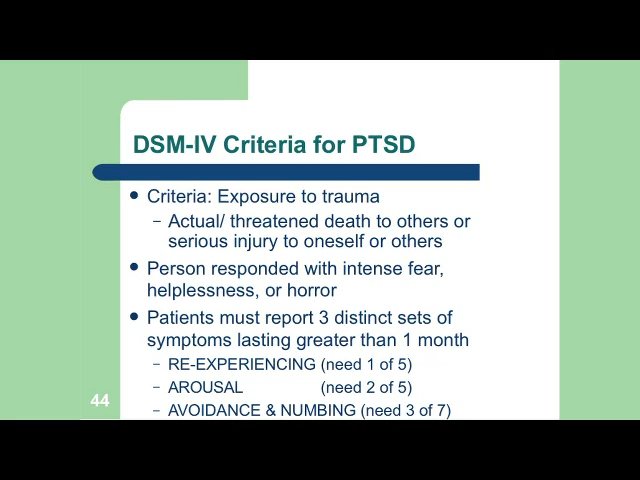 DSM-IV Criteria for PTSD
• Criteria: Exposure to trauma
– Actual/ threatened death to others or
serious injury to oneself or others
• Person responded with intense fear,
helplessness, or horror
• Patients must report 3 distinct sets of
symptoms lasting greater than 1 month
– RE-EXPERIENCING (need 1 of 5)
– AROUSAL (need 2 of 5)
– AVOIDANCE & NUMBING (need 3 of 7)
44